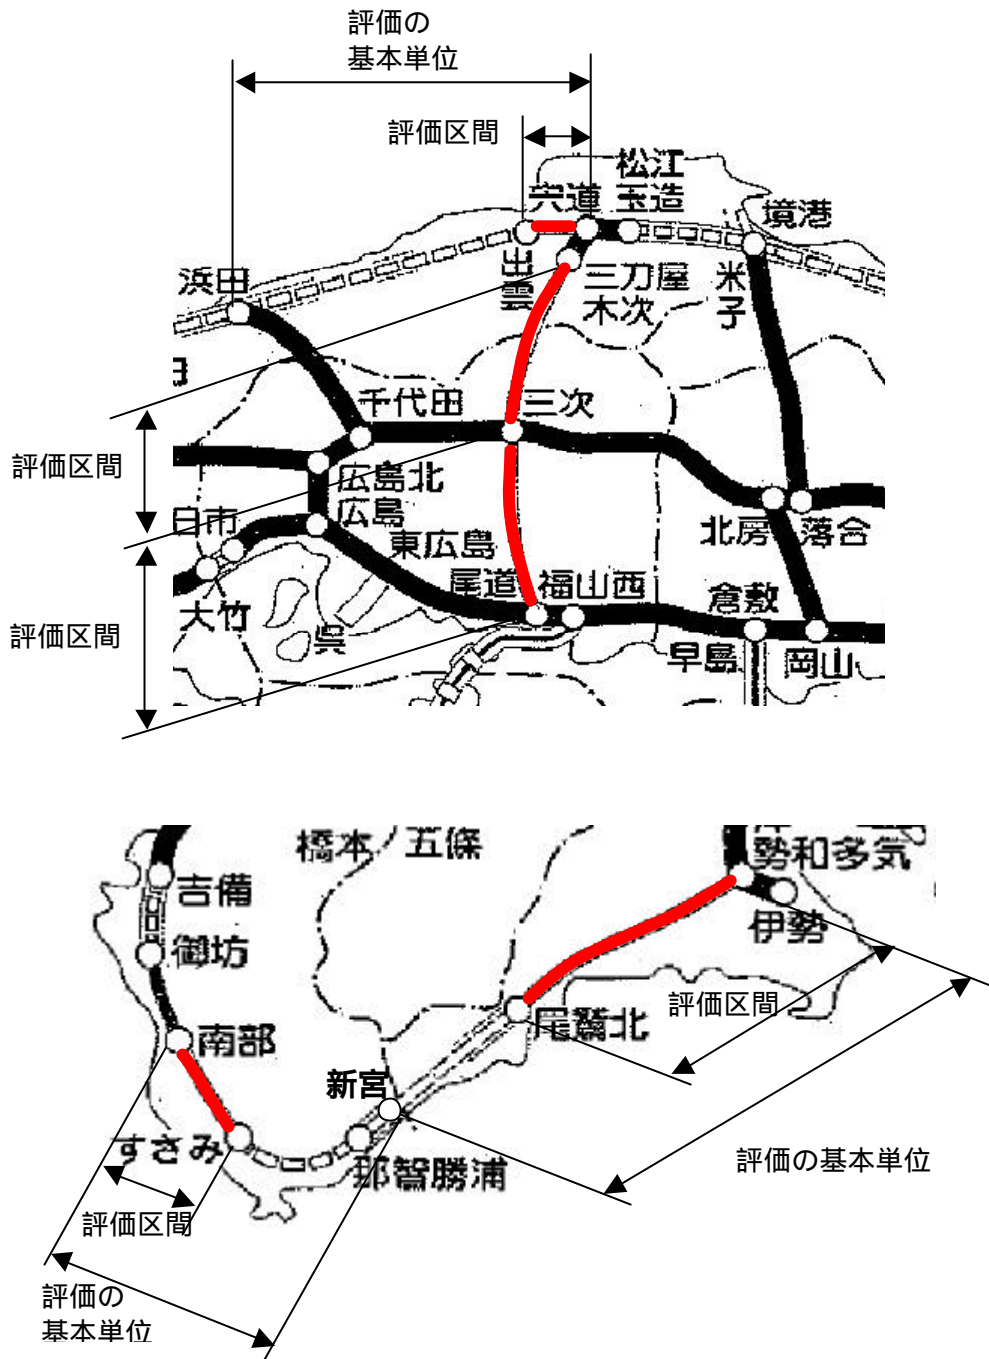 評価の
基本単位
評価区間
松江
宍道 玉造
境港
出雲
三刀屋
木次
米子
浜田
千代田
三次
評価区間
広島北
広島
日市
東広島
北房 落合
尾道 福山西
倉敷
大竹
呉
早島
岡山
評価区間
橋本 五條
勢和多気
吉備
伊勢
御坊
評価区間
尾鷲北
南部
新宮
すさみ
那智勝浦
評価の基本単位
評価区間
評価の
基本単位